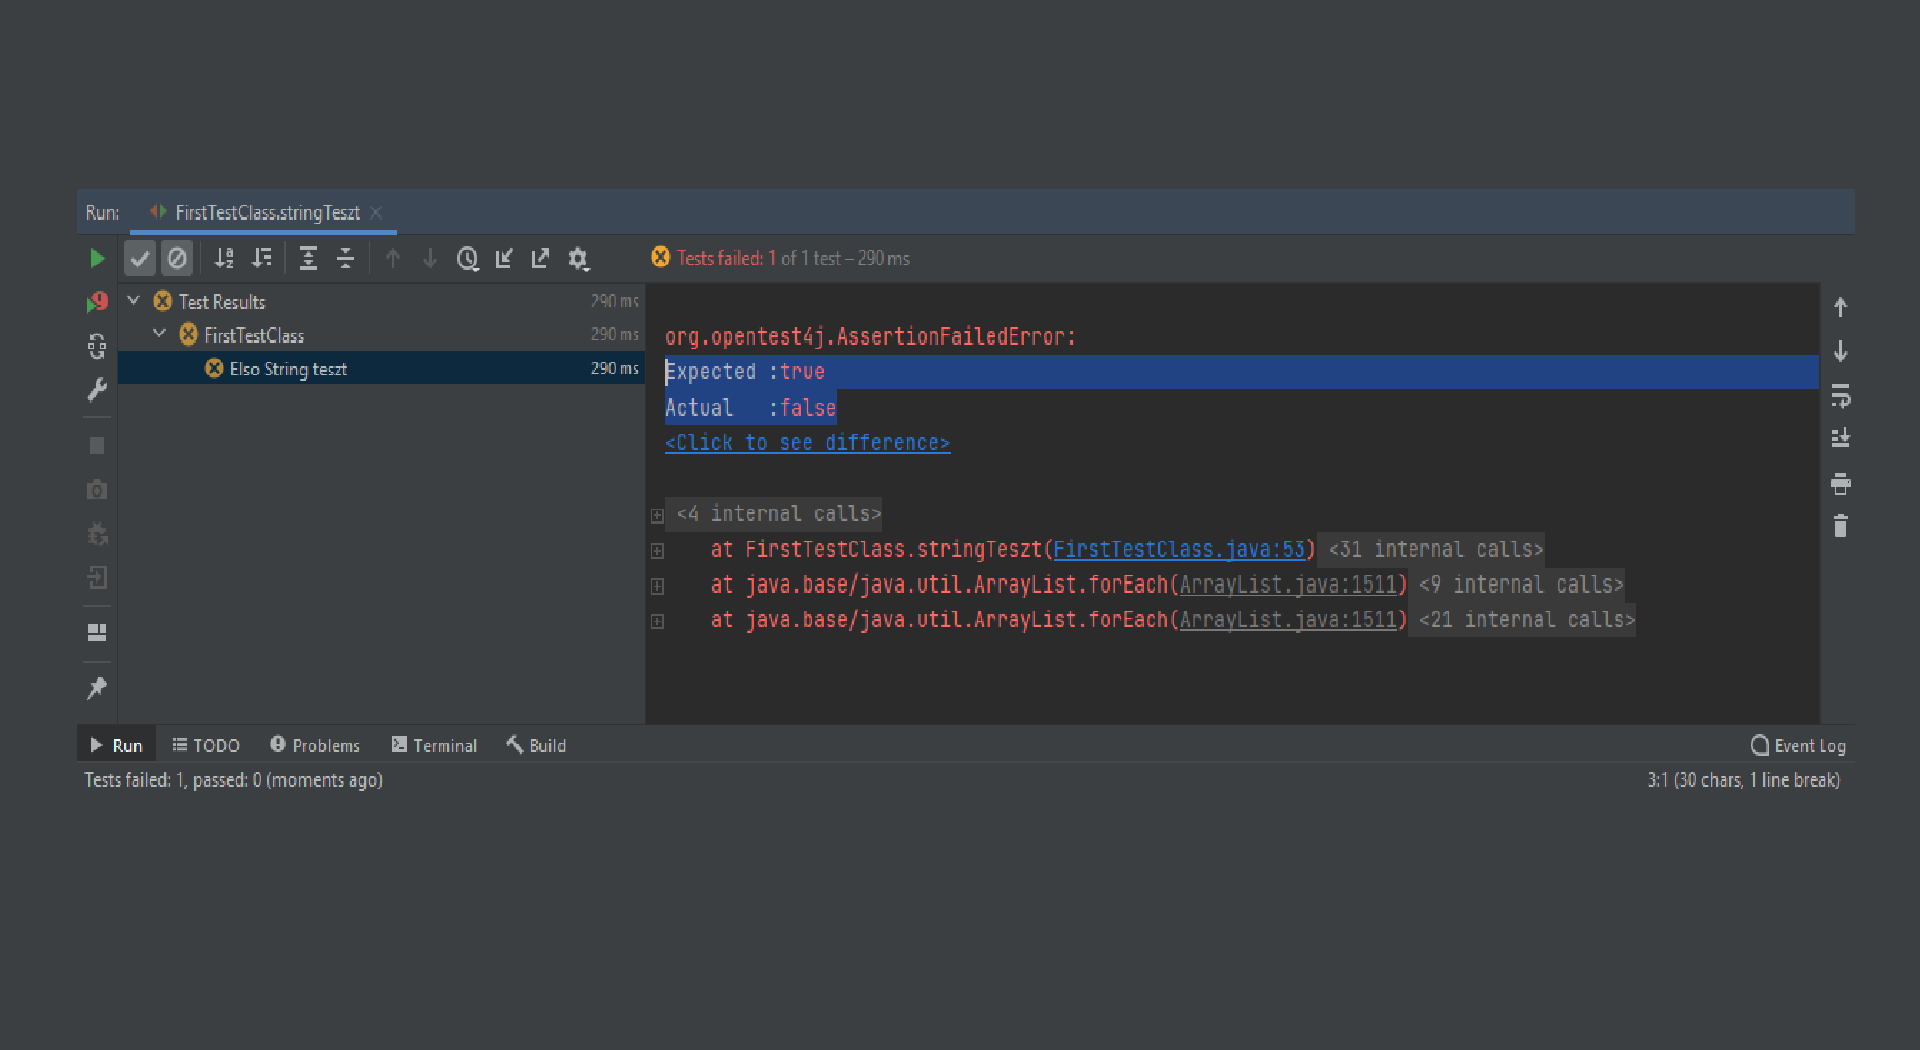 Run: FirstTestClass.stringTeszt
Tests failed: 1 of 1 test – 290 ms
Test Results 290 ms
FirstTestClass 290 ms
Elso String teszt 290 ms
org.opentest4j.AssertionFailedError:
Expected :true
Actual   :false
<Click to see difference>
<4 internal calls>
at FirstTestClass.stringTeszt(FirstTestClass.java:53) <31 internal calls>
at java.base/java.util.ArrayList.forEach(ArrayList.java:1511) <9 internal calls>
at java.base/java.util.ArrayList.forEach(ArrayList.java:1511) <21 internal calls>
Run TODO Problems Terminal Build Event Log
Tests failed: 1, passed: 0 (moments ago) 3:1 (30 chars, 1 line break)